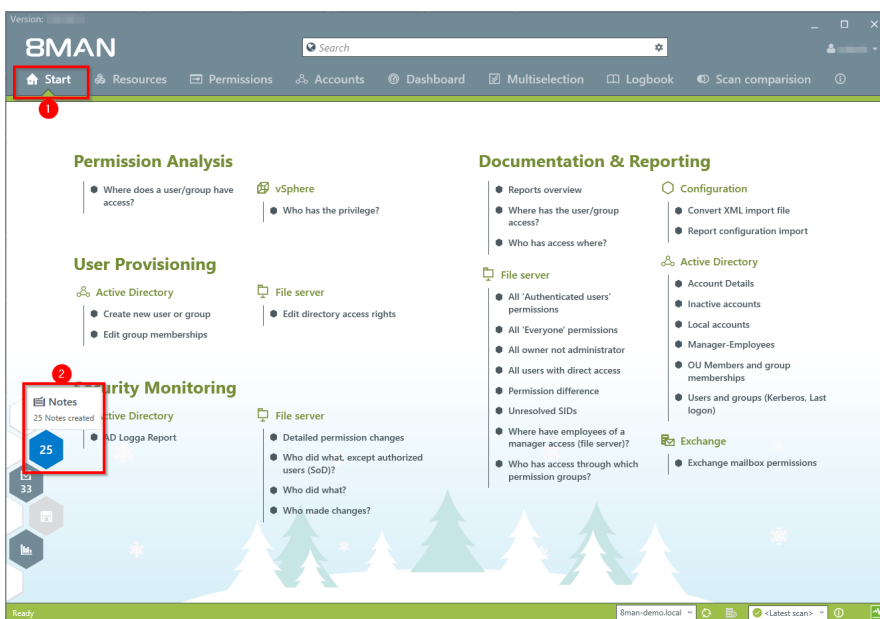 Version:
8MAN
Search
Start
Resources
Permissions
Accounts
Dashboard
Multiselection
Logbook
Scan comparision
1
Permission Analysis
Where does a user/group have
access?
vSphere
Who has the privilege?
User Provisioning
Active Directory
Create new user or group
Edit group memberships
File server
Edit directory access rights
2
Notes
25 Notes created
25
33
urity Monitoring
ctive Directory
AD Logga Report
File server
Detailed permission changes
Who did what, except authorized
users (SoD)?
Who did what?
Who made changes?
Documentation & Reporting
Reports overview
Where has the user/group
access?
Who has access where?
File server
All 'Authenticated users'
permissions
All 'Everyone' permissions
All owner not administrator
All users with direct access
Permission difference
Unresolved SIDs
Where have employees of a
manager access (file server)?
Who has access through which
permission groups?
Configuration
Convert XML import file
Report configuration import
Active Directory
Account Details
Inactive accounts
Local accounts
Manager-Employees
OU Members and group
memberships
Users and groups (Kerberos, Last
logon)
Exchange
Exchange mailbox permissions
Ready
8man-demo.local
<Latest scan>